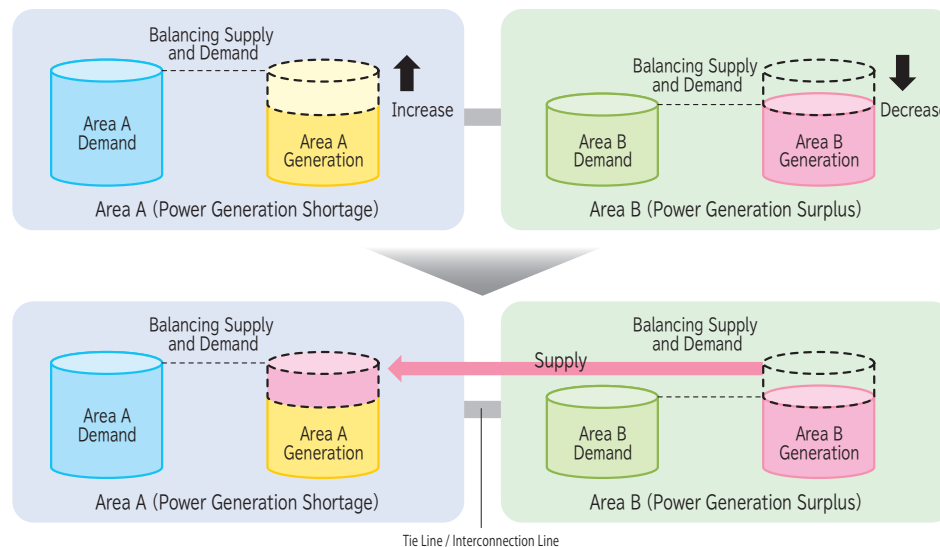 Balancing Supply
and Demand
Area A
Demand
Area A
Generation
Increase
Area A (Power Generation Shortage)
Balancing Supply
and Demand
Area B
Demand
Area B
Generation
Decrease
Area B (Power Generation Surplus)
Balancing Supply
and Demand
Area A
Demand
Area A
Generation
Area A (Power Generation Shortage)
Supply
Balancing Supply
and Demand
Area B
Demand
Area B
Generation
Area B (Power Generation Surplus)
Tie Line / Interconnection Line